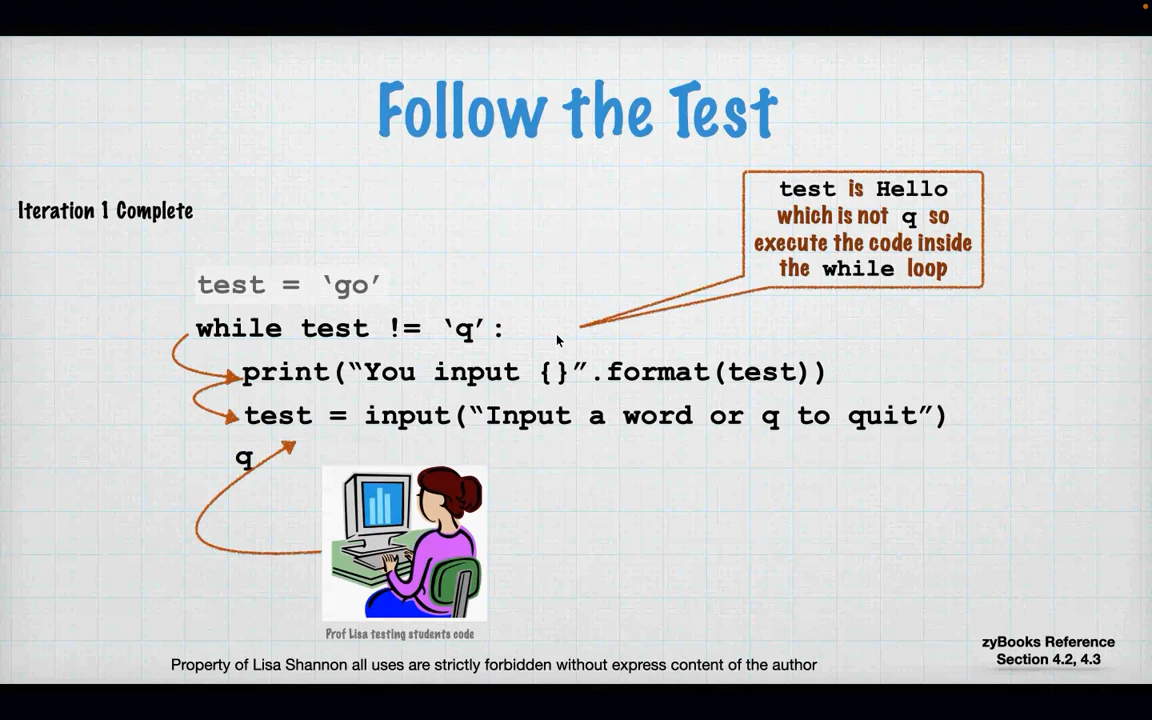 Follow the Test
Iteration 1 Complete
test is Hello
which is not q so
execute the code inside
the while loop
test = ‘go’
while test != ‘q’:
print(“You input {}”.format(test))
test = input(“Input a word or q to quit”)
q
Prof Lisa testing students code
zyBooks Reference
Section 4.2, 4.3
Property of Lisa Shannon all uses are strictly forbidden without express content of the author